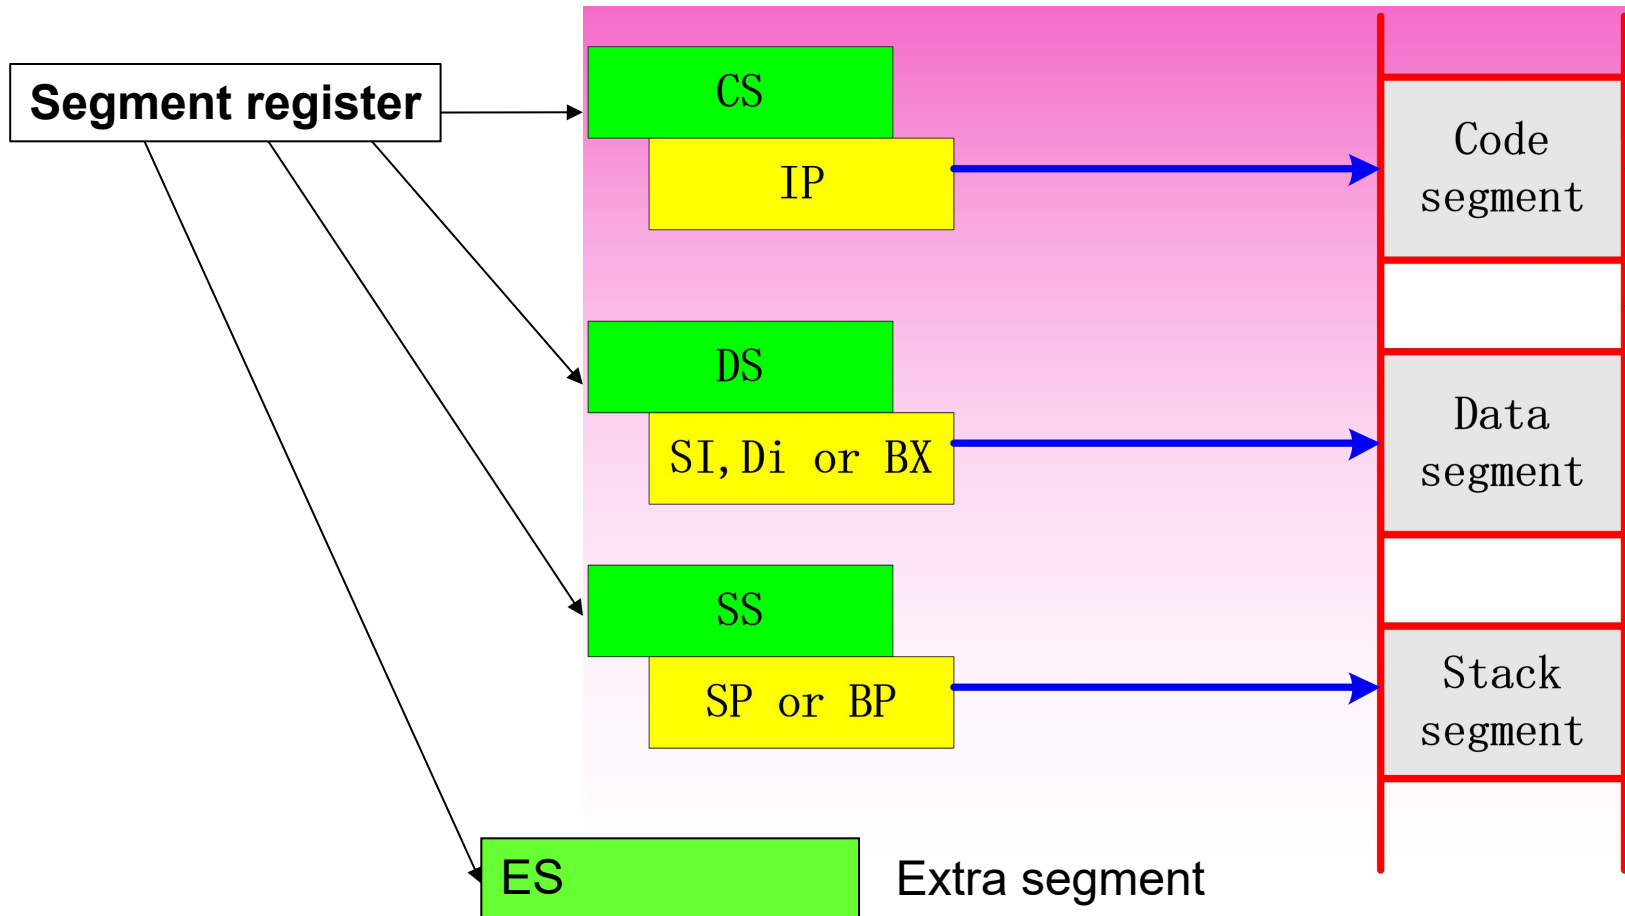 Segment register
CS
IP
Code
segment
DS
SI,Di or BX
Data
segment
SS
SP or BP
Stack
segment
ES
Extra segment